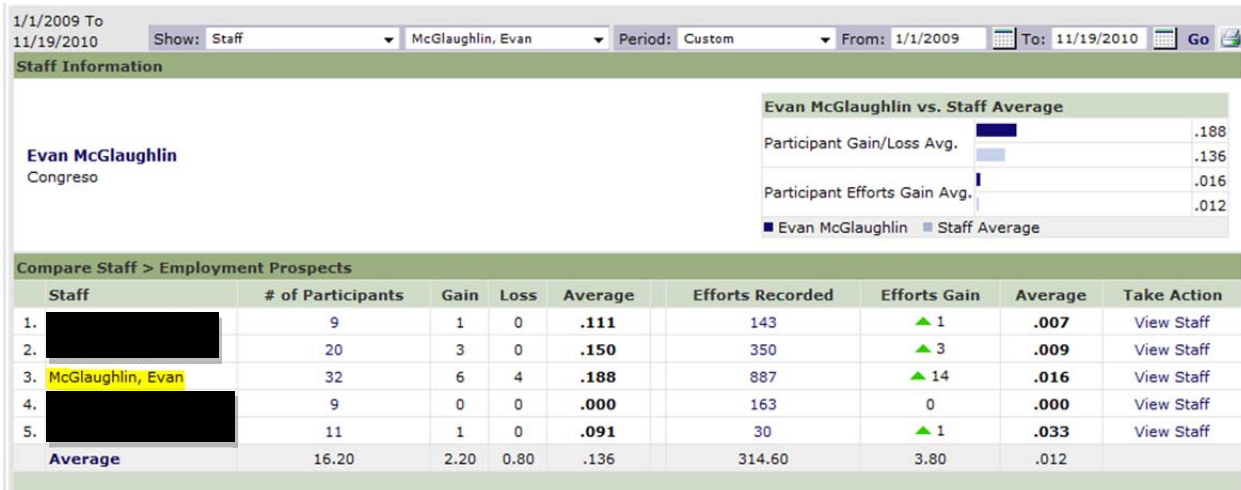 1/1/2009 To
11/19/2010 Show: Staff McGlaughlin, Evan Period: Custom From: 1/1/2009 To: 11/19/2010 Go
Staff Information
Evan McGlaughlin
Congreso
Evan McGlaughlin vs. Staff Average
Participant Gain/Loss Avg. .188
.136
Participant Efforts Gain Avg. .016
.012
Evan McGlaughlin Staff Average
Compare Staff > Employment Prospects
Staff # of Participants Gain Loss Average Efforts Recorded Efforts Gain Average Take Action
1. 9 1 0 .111 143 1 .007 View Staff
2. 20 3 0 .150 350 3 .009 View Staff
3. McGlaughlin, Evan 32 6 4 .188 887 14 .016 View Staff
4. 9 0 0 .000 163 0 .000 View Staff
5. 11 1 0 .091 30 1 .033 View Staff
Average 16.20 2.20 0.80 .136 314.60 3.80 .012